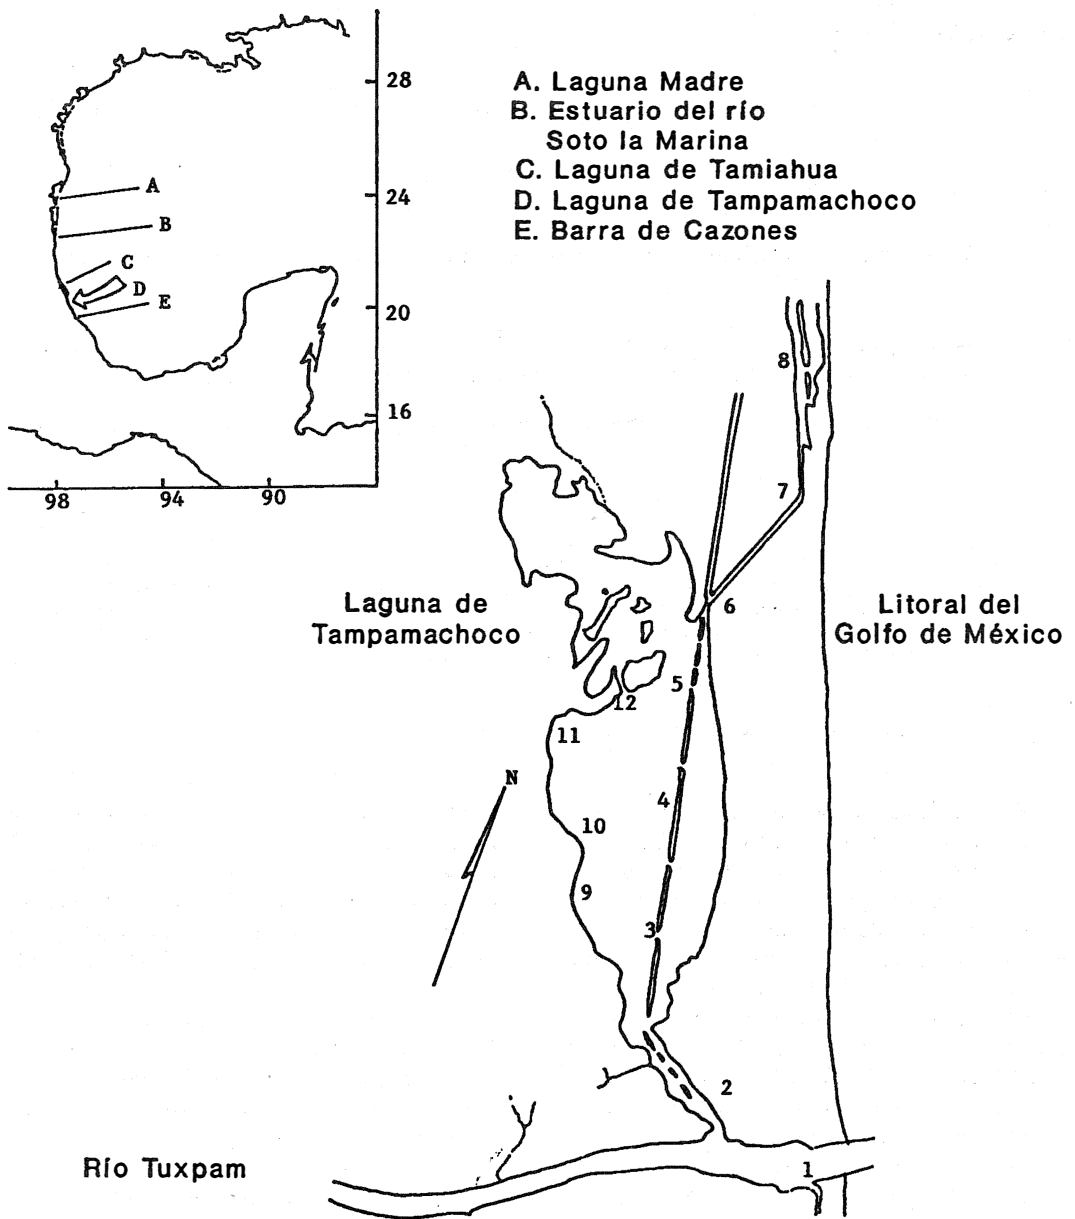 28
A. Laguna Madre
B. Estuario del río
Soto la Marina
C. Laguna de Tamiahua
D. Laguna de Tampamachoco
E. Barra de Cazones
A
24
B
C
D
E
20
16
98
94
90
8
7
6
Laguna de
Tampamachoco
Litoral del
Golfo de México
5
12
11
N
4
10
9
3
2
1
Río Tuxpam